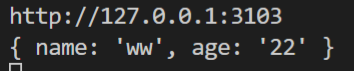 http://127.0.0.1:3103
{ name: 'ww', age: '22' }